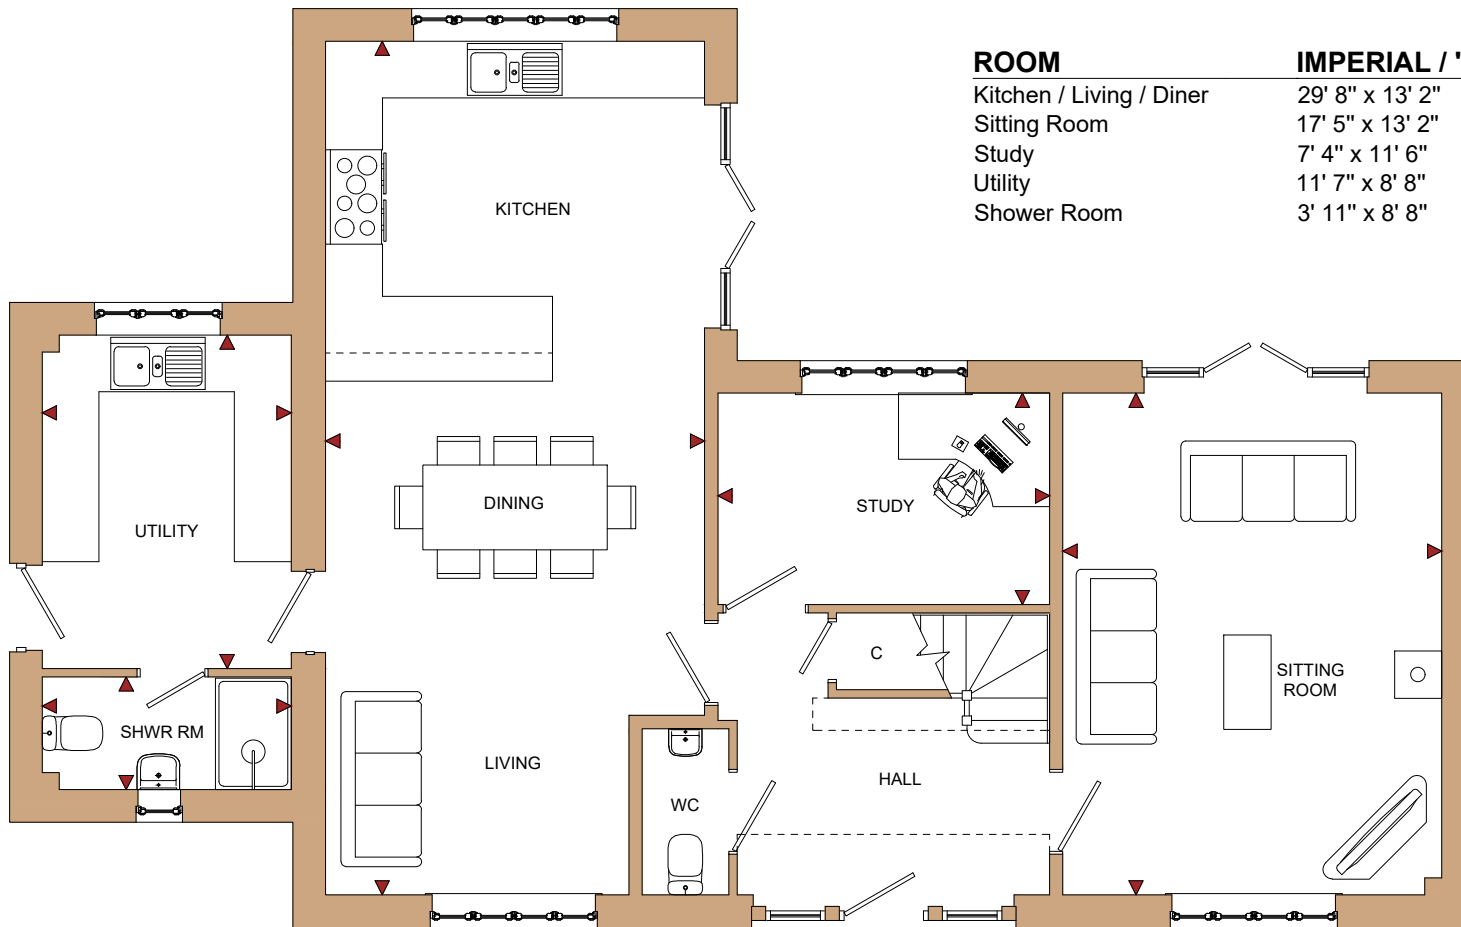 ROOM IMPERIAL / '
Kitchen / Living / Diner 29' 8" x 13' 2"
Sitting Room 17' 5" x 13' 2"
Study 7' 4" x 11' 6"
Utility 11' 7" x 8' 8"
Shower Room 3' 11" x 8' 8"
KITCHEN
DINING
STUDY
UTILITY
C
SITTING
ROOM
SHWR RM
LIVING
HALL
WC